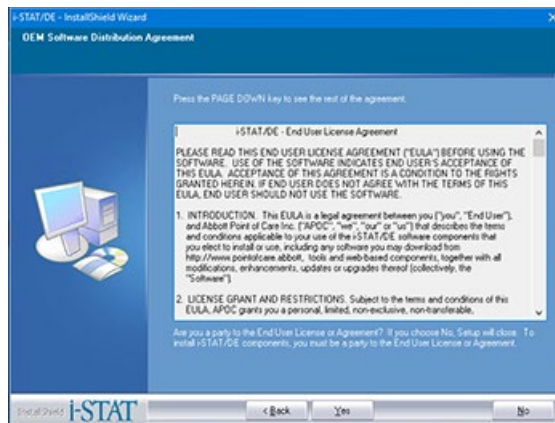 i-STAT/DE - InstallShield Wizard
OEM Software Distribution Agreement
Press the PAGE DOWN key to see the rest of the agreement.
i-STAT/DE - End User License Agreement
PLEASE READ THIS END USER LICENSE AGREEMENT ("EULA") BEFORE USING THE
SOFTWARE. USE OF THE SOFTWARE INDICATES END USER'S ACCEPTANCE OF
THIS EULA. ACCEPTANCE OF THIS AGREEMENT IS A CONDITION TO THE RIGHTS
GRANTED HEREIN. IF END USER DOES NOT AGREE WITH THE TERMS OF THIS
EULA, END USER SHOULD NOT USE THE SOFTWARE.
1. INTRODUCTION. This EULA is a legal agreement between you ("you", "End User"),
and Abbott Point of Care Inc. ("APOC", "we", "our" or "us") that describes the terms
and conditions applicable to your use of the i-STAT/DE software components that
you elect to install or use, including any software you may download from
http://www.pointofcare.abbott, tools and web-based components, together with all
modifications, enhancements, updates or upgrades thereof (collectively, the
"Software").
2. LICENSE GRANT AND RESTRICTIONS. Subject to the terms and conditions of this
EULA, APOC grants you a personal, limited, non-exclusive, non-transferable,
Are you a party to the End User License or Agreement? If you choose No, Setup will close. To
install i-STAT/DE components, you must be a party to the End User License or Agreement.
InstallShield i-STAT < Back Yes No